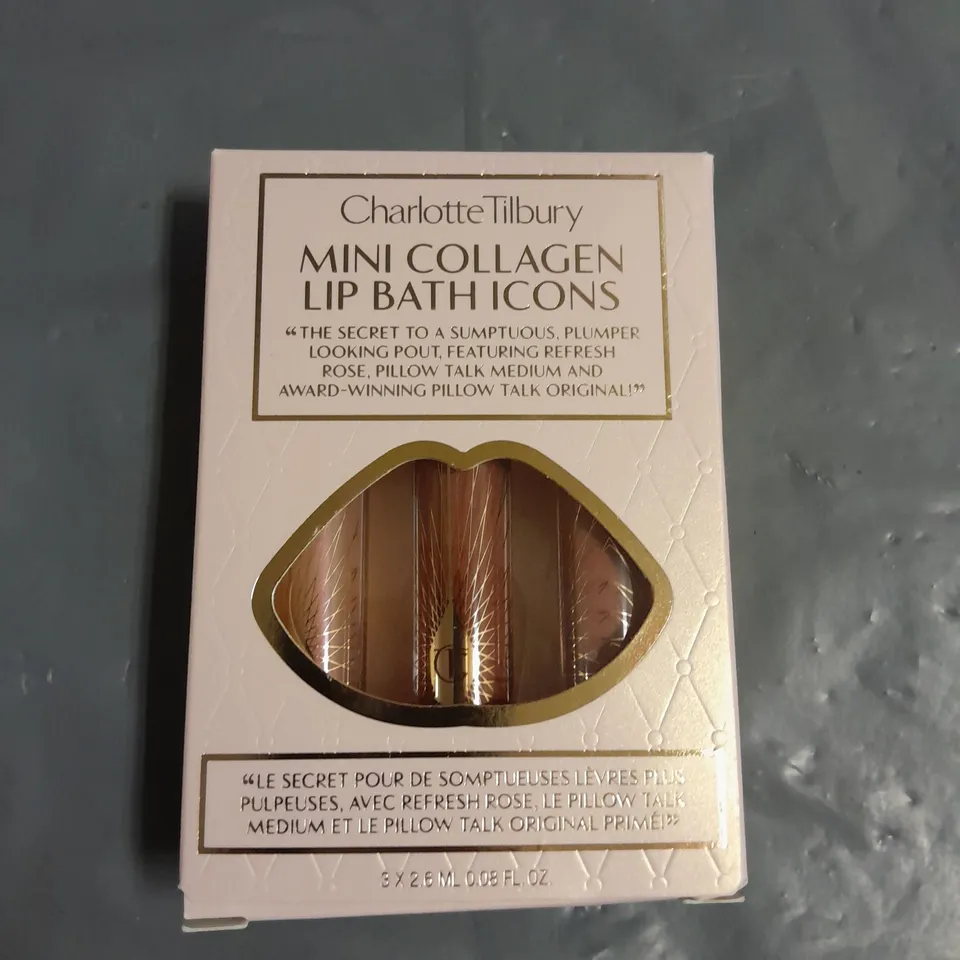 Charlotte Tilbury
MINI COLLAGEN
LIP BATH ICONS
“THE SECRET TO A SUMPTUOUS, PLUMPER
LOOKING POUT, FEATURING REFRESH
ROSE, PILLOW TALK MEDIUM AND
AWARD-WINNING PILLOW TALK ORIGINAL!”
“LE SECRET POUR DE SOMPTUEUSES LÈVRES PLUS
PULPEUSES, AVEC REFRESH ROSE, LE PILLOW TALK
MEDIUM ET LE PILLOW TALK ORIGINAL PRIMÉ!”
3 X 2.6 ML 0.08 FL. OZ.